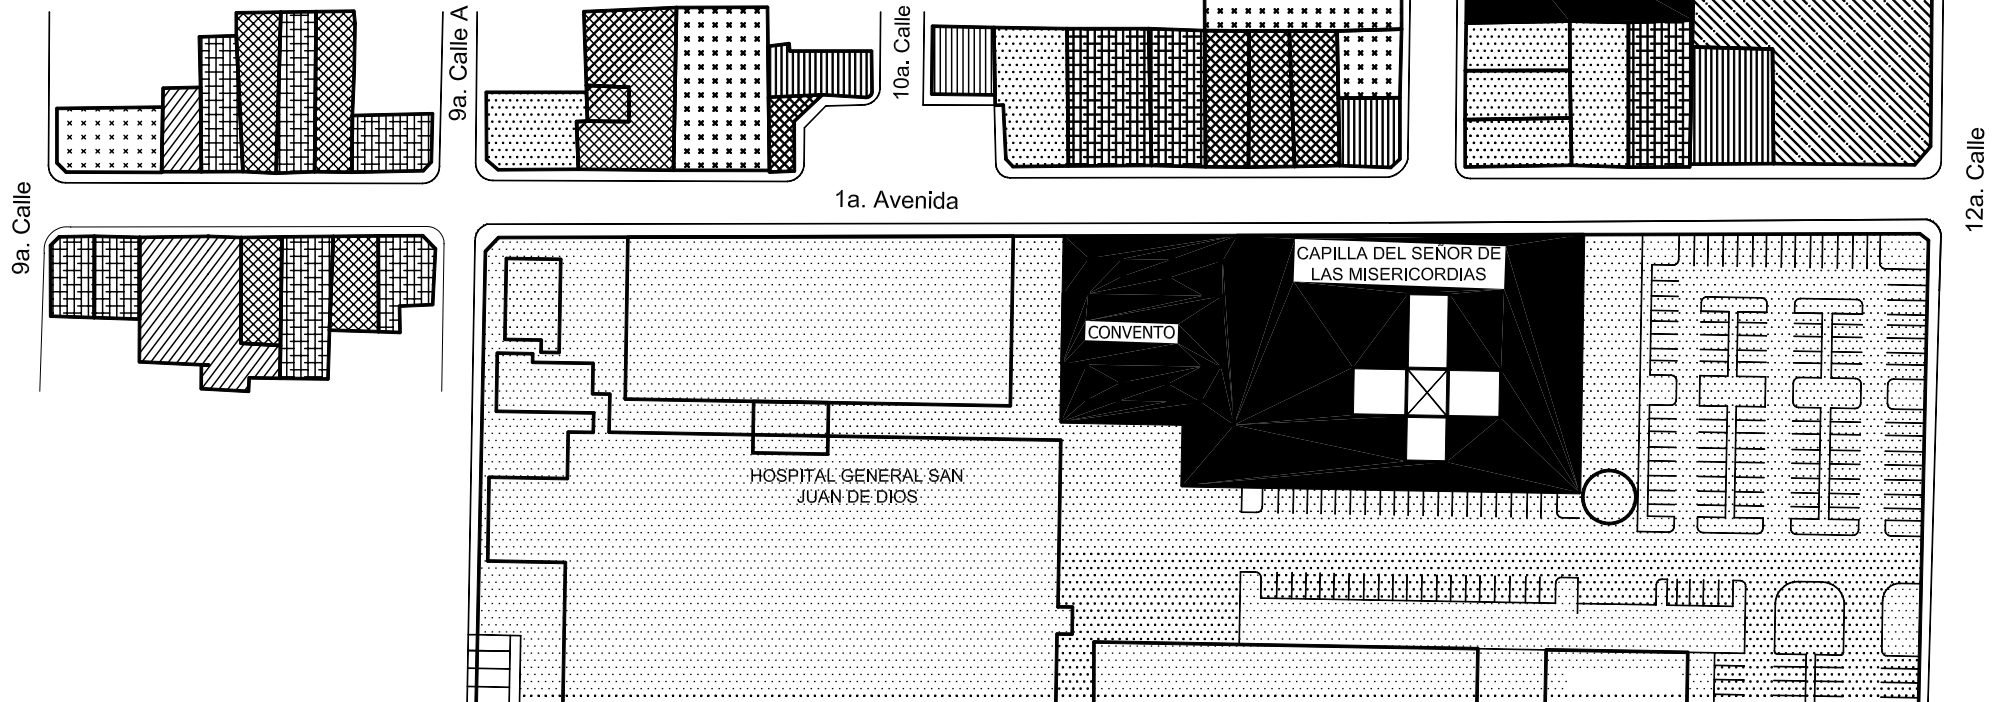 9a. Calle A
10a. Calle
9a. Calle
1a. Avenida
12a. Calle
CAPILLA DEL SEÑOR DE
LAS MISERICORDIAS
CONVENTO
HOSPITAL GENERAL SAN
JUAN DE DIOS